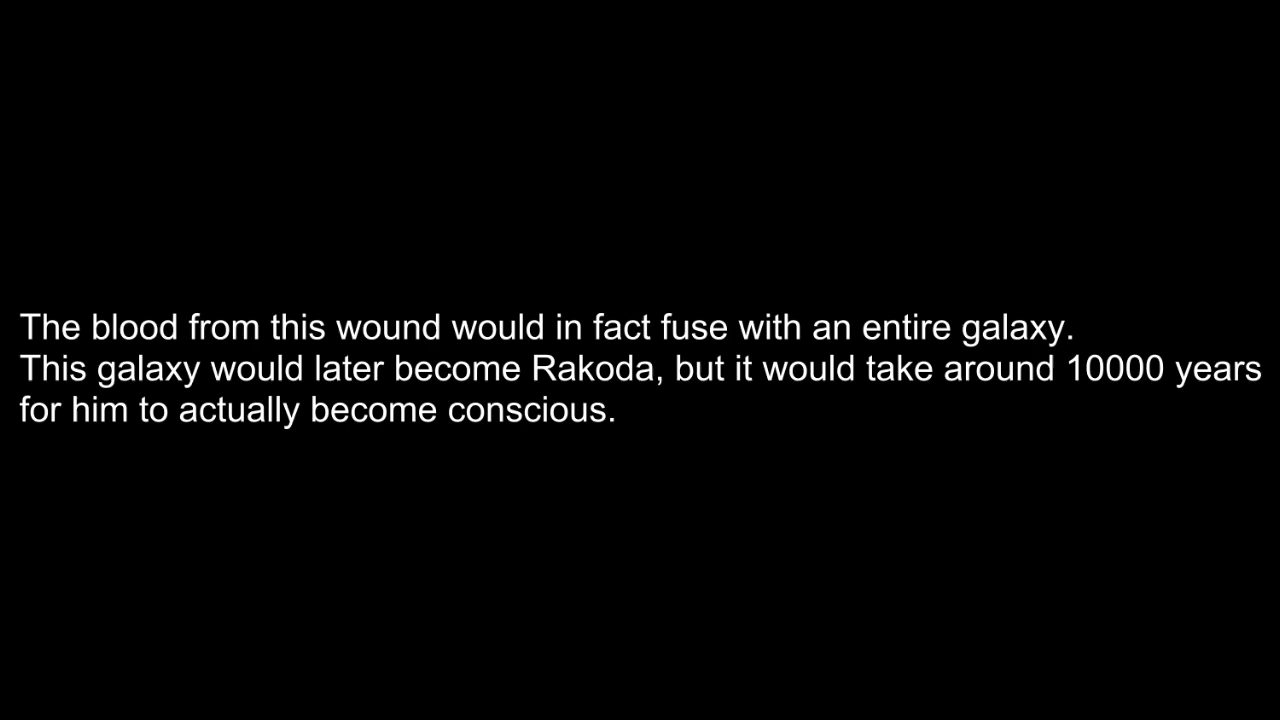 The blood from this wound would in fact fuse with an entire galaxy.
This galaxy would later become Rakoda, but it would take around 10000 years
for him to actually become conscious.